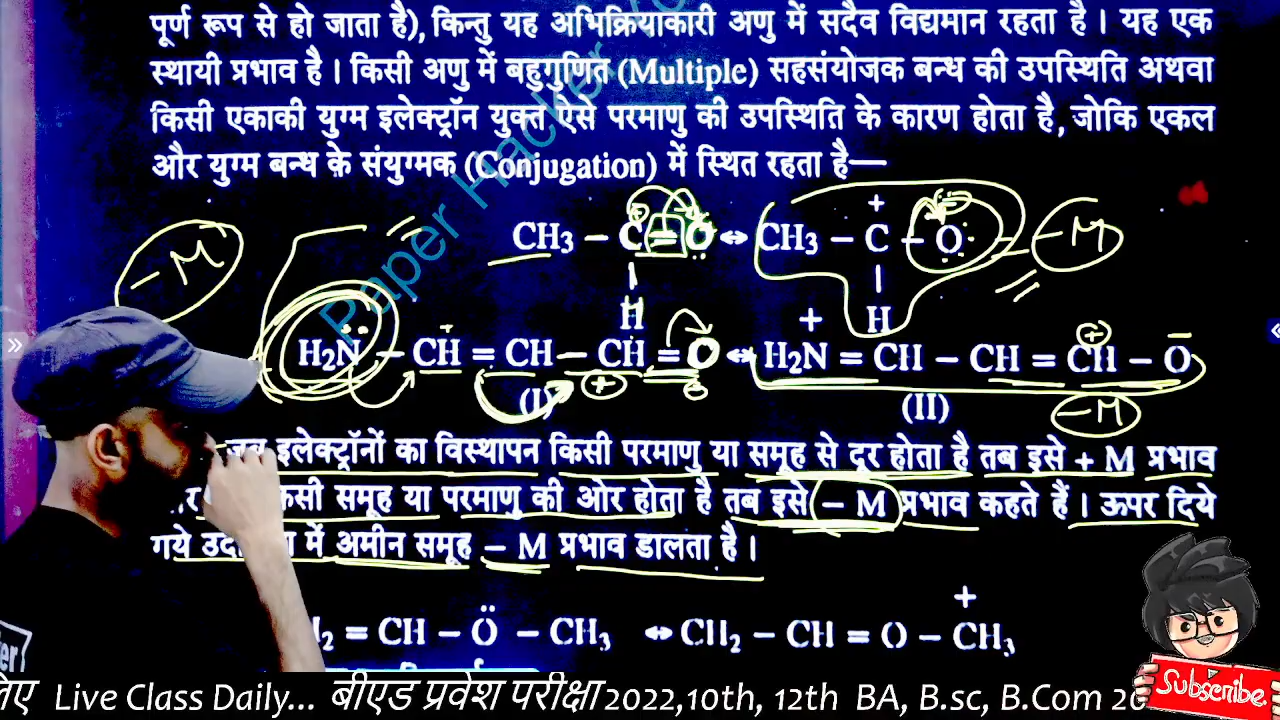 पूर्ण रूप से हो जाता है), किन्तु यह अभिक्रियाकारी अणु में सदैव विद्यमान रहता है। यह एक
स्थायी प्रभाव है। किसी अणु में बहुगुणित (Multiple) सहसंयोजक बन्ध की उपस्थिति अथवा
किसी एकाकी युग्म इलेक्ट्रॉन युक्त ऐसे परमाणु की उपस्थिति के कारण होता है, जोकि एकल
और युग्म बन्ध के संयुग्मक (Conjugation) में स्थित रहता है—
Paper Hacker
CH3 – C = O ↔ CH3 – C – O
+
– M
– M
H
H
H2N̈ – CH = CH – CH = O ↔ H2N = CH – CH = CH – O
+
(I)
(II)
– M
जब इलेक्ट्रॉनों का विस्थापन किसी परमाणु या समूह से दूर होता है तब इसे + M प्रभाव
समूह या परमाणु की ओर होता है तब इसे – M प्रभाव कहते हैं। ऊपर दिये
गये में अमीन समूह – M प्रभाव डालता है।
= CH – Ö – CH3 ↔ CH2 – CH = O – CH3
+
Live Class Daily... बीएड प्रवेश परीक्षा 2022,10th, 12th BA, B.sc, B.Com
Subscribe